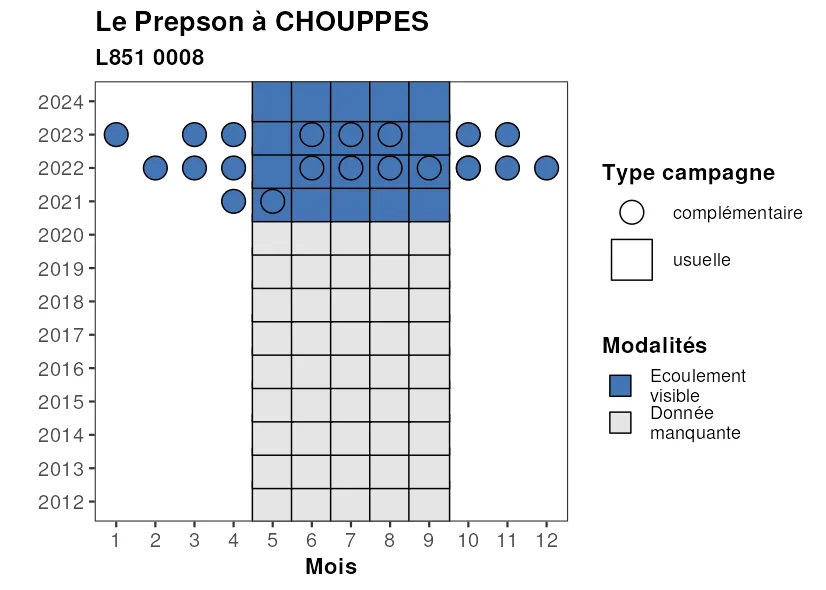 Le Prepson à CHOUPPES
L851 0008
2024
2023
2022
2021
2020
2019
2018
2017
2016
2015
2014
2013
2012
1 2 3 4 5 6 7 8 9 10 11 12
Mois
Type campagne
complémentaire
usuelle
Modalités
Ecoulement
visible
Donnée
manquante